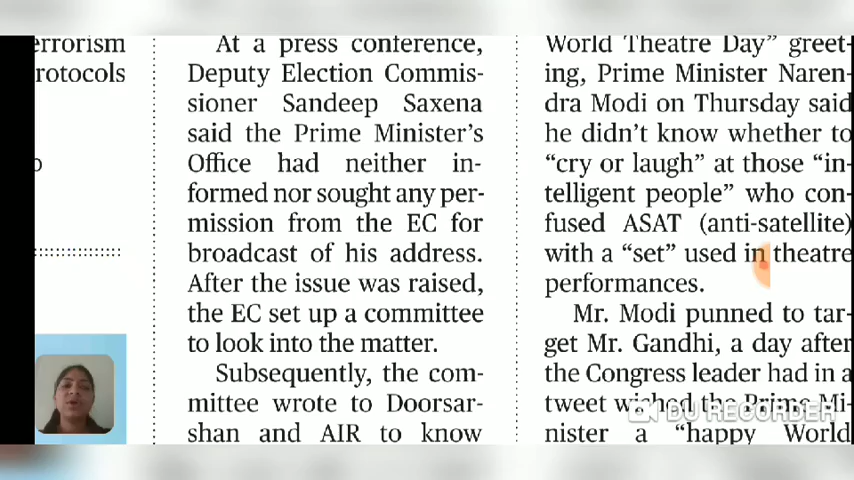 errorism
rotocols
o
At a press conference,
Deputy Election Commis-
sioner Sandeep Saxena
said the Prime Minister’s
Office had neither in-
formed nor sought any per-
mission from the EC for
broadcast of his address.
After the issue was raised,
the EC set up a committee
to look into the matter.
Subsequently, the com-
mittee wrote to Doorsar-
shan and AIR to know
World Theatre Day” greet-
ing, Prime Minister Naren-
dra Modi on Thursday said
he didn’t know whether to
“cry or laugh” at those “in-
telligent people” who con-
fused ASAT (anti-satellite)
with a “set” used in theatre
performances.
Mr. Modi punned to tar-
get Mr. Gandhi, a day after
the Congress leader had in a
tweet wished the Prime Mi-
nister a “happy World
DU RECORDER